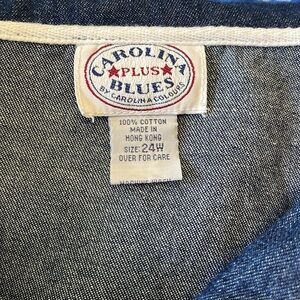 CAROLINA
★PLUS★
BLUES
BY CAROLINA COLOURS
100% COTTON
MADE IN
HONG KONG
SIZE: 24W
OVER FOR CARE